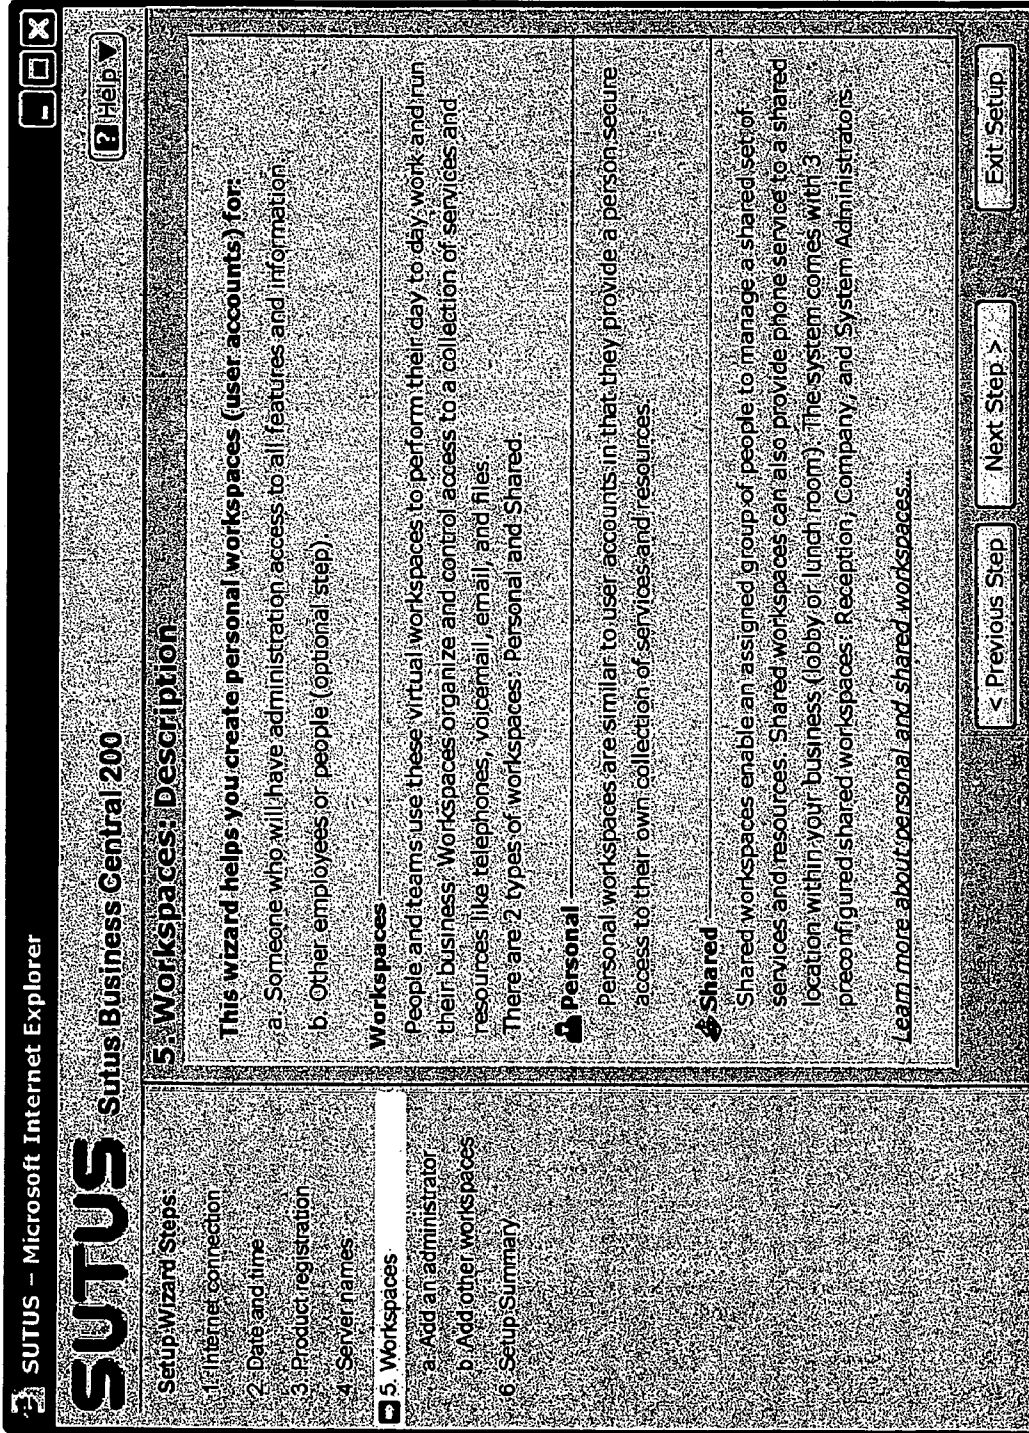 SUTUS – Microsoft Internet Explorer
SUTUS Sutus Business Central 200
? Help ▼
Setup Wizard Steps:
1. Internet connection
2. Date and time
3. Product registration
4. Server names
5. Workspaces
a. Add an administrator
b. Add other workspaces
6. Setup Summary
5. Workspaces: Description
This wizard helps you create personal workspaces (user accounts) for:
a. Someone who will have administration access to all features and information.
b. Other employees or people (optional step).
Workspaces
People and teams use these virtual workspaces to perform their day to day work and run
their business. Workspaces organize and control access to a collection of services and
resources like telephones, voicemail, email, and files.
There are 2 types of workspaces: Personal and Shared.
Personal
Personal workspaces are similar to user accounts in that they provide a person secure
access to their own collection of services and resources.
Shared
Shared workspaces enable an assigned group of people to manage a shared set of
services and resources. Shared workspaces can also provide phone service to a shared
location within your business (lobby or lunch room). The system comes with 3
preconfigured shared workspaces: Reception, Company, and System Administrators
Learn more about personal and shared workspaces...
< Previous Step
Next Step >
Exit Setup